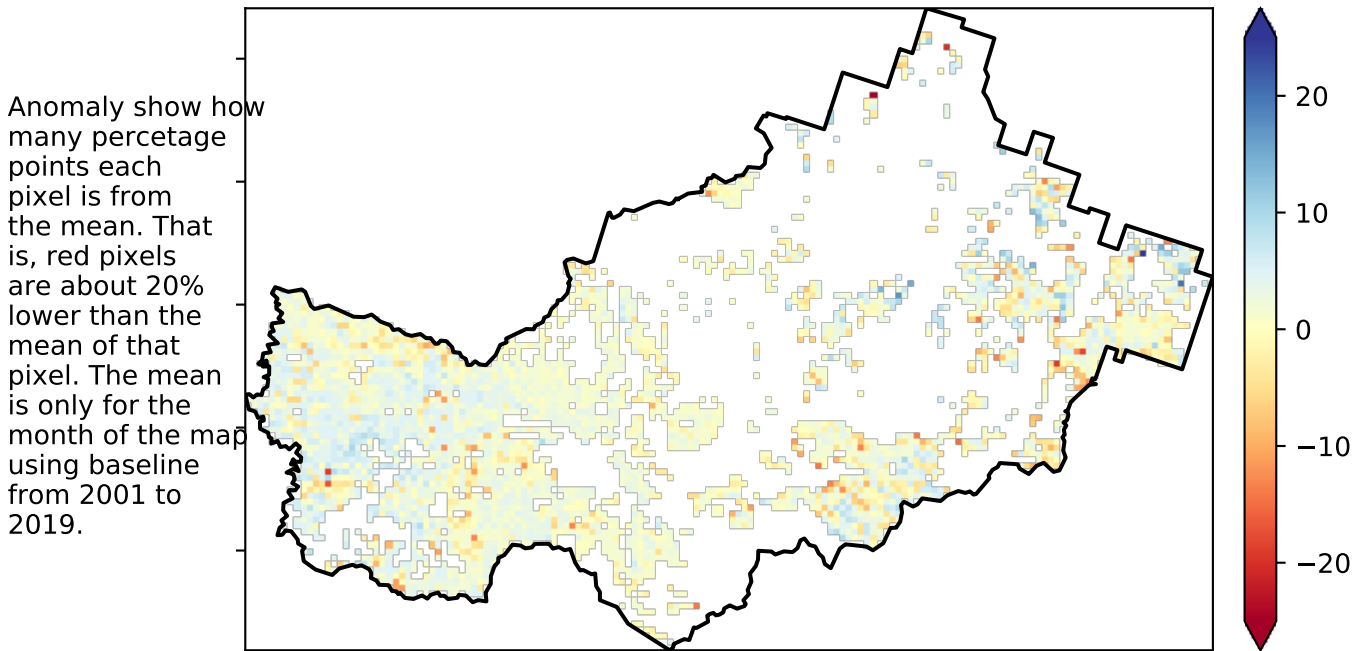 Anomaly show how
many percetage
points each
pixel is from
the mean. That
is, red pixels
are about 20%
lower than the
mean of that
pixel. The mean
is only for the
month of the map
using baseline
from 2001 to
2019.
20
10
0
−10
−20